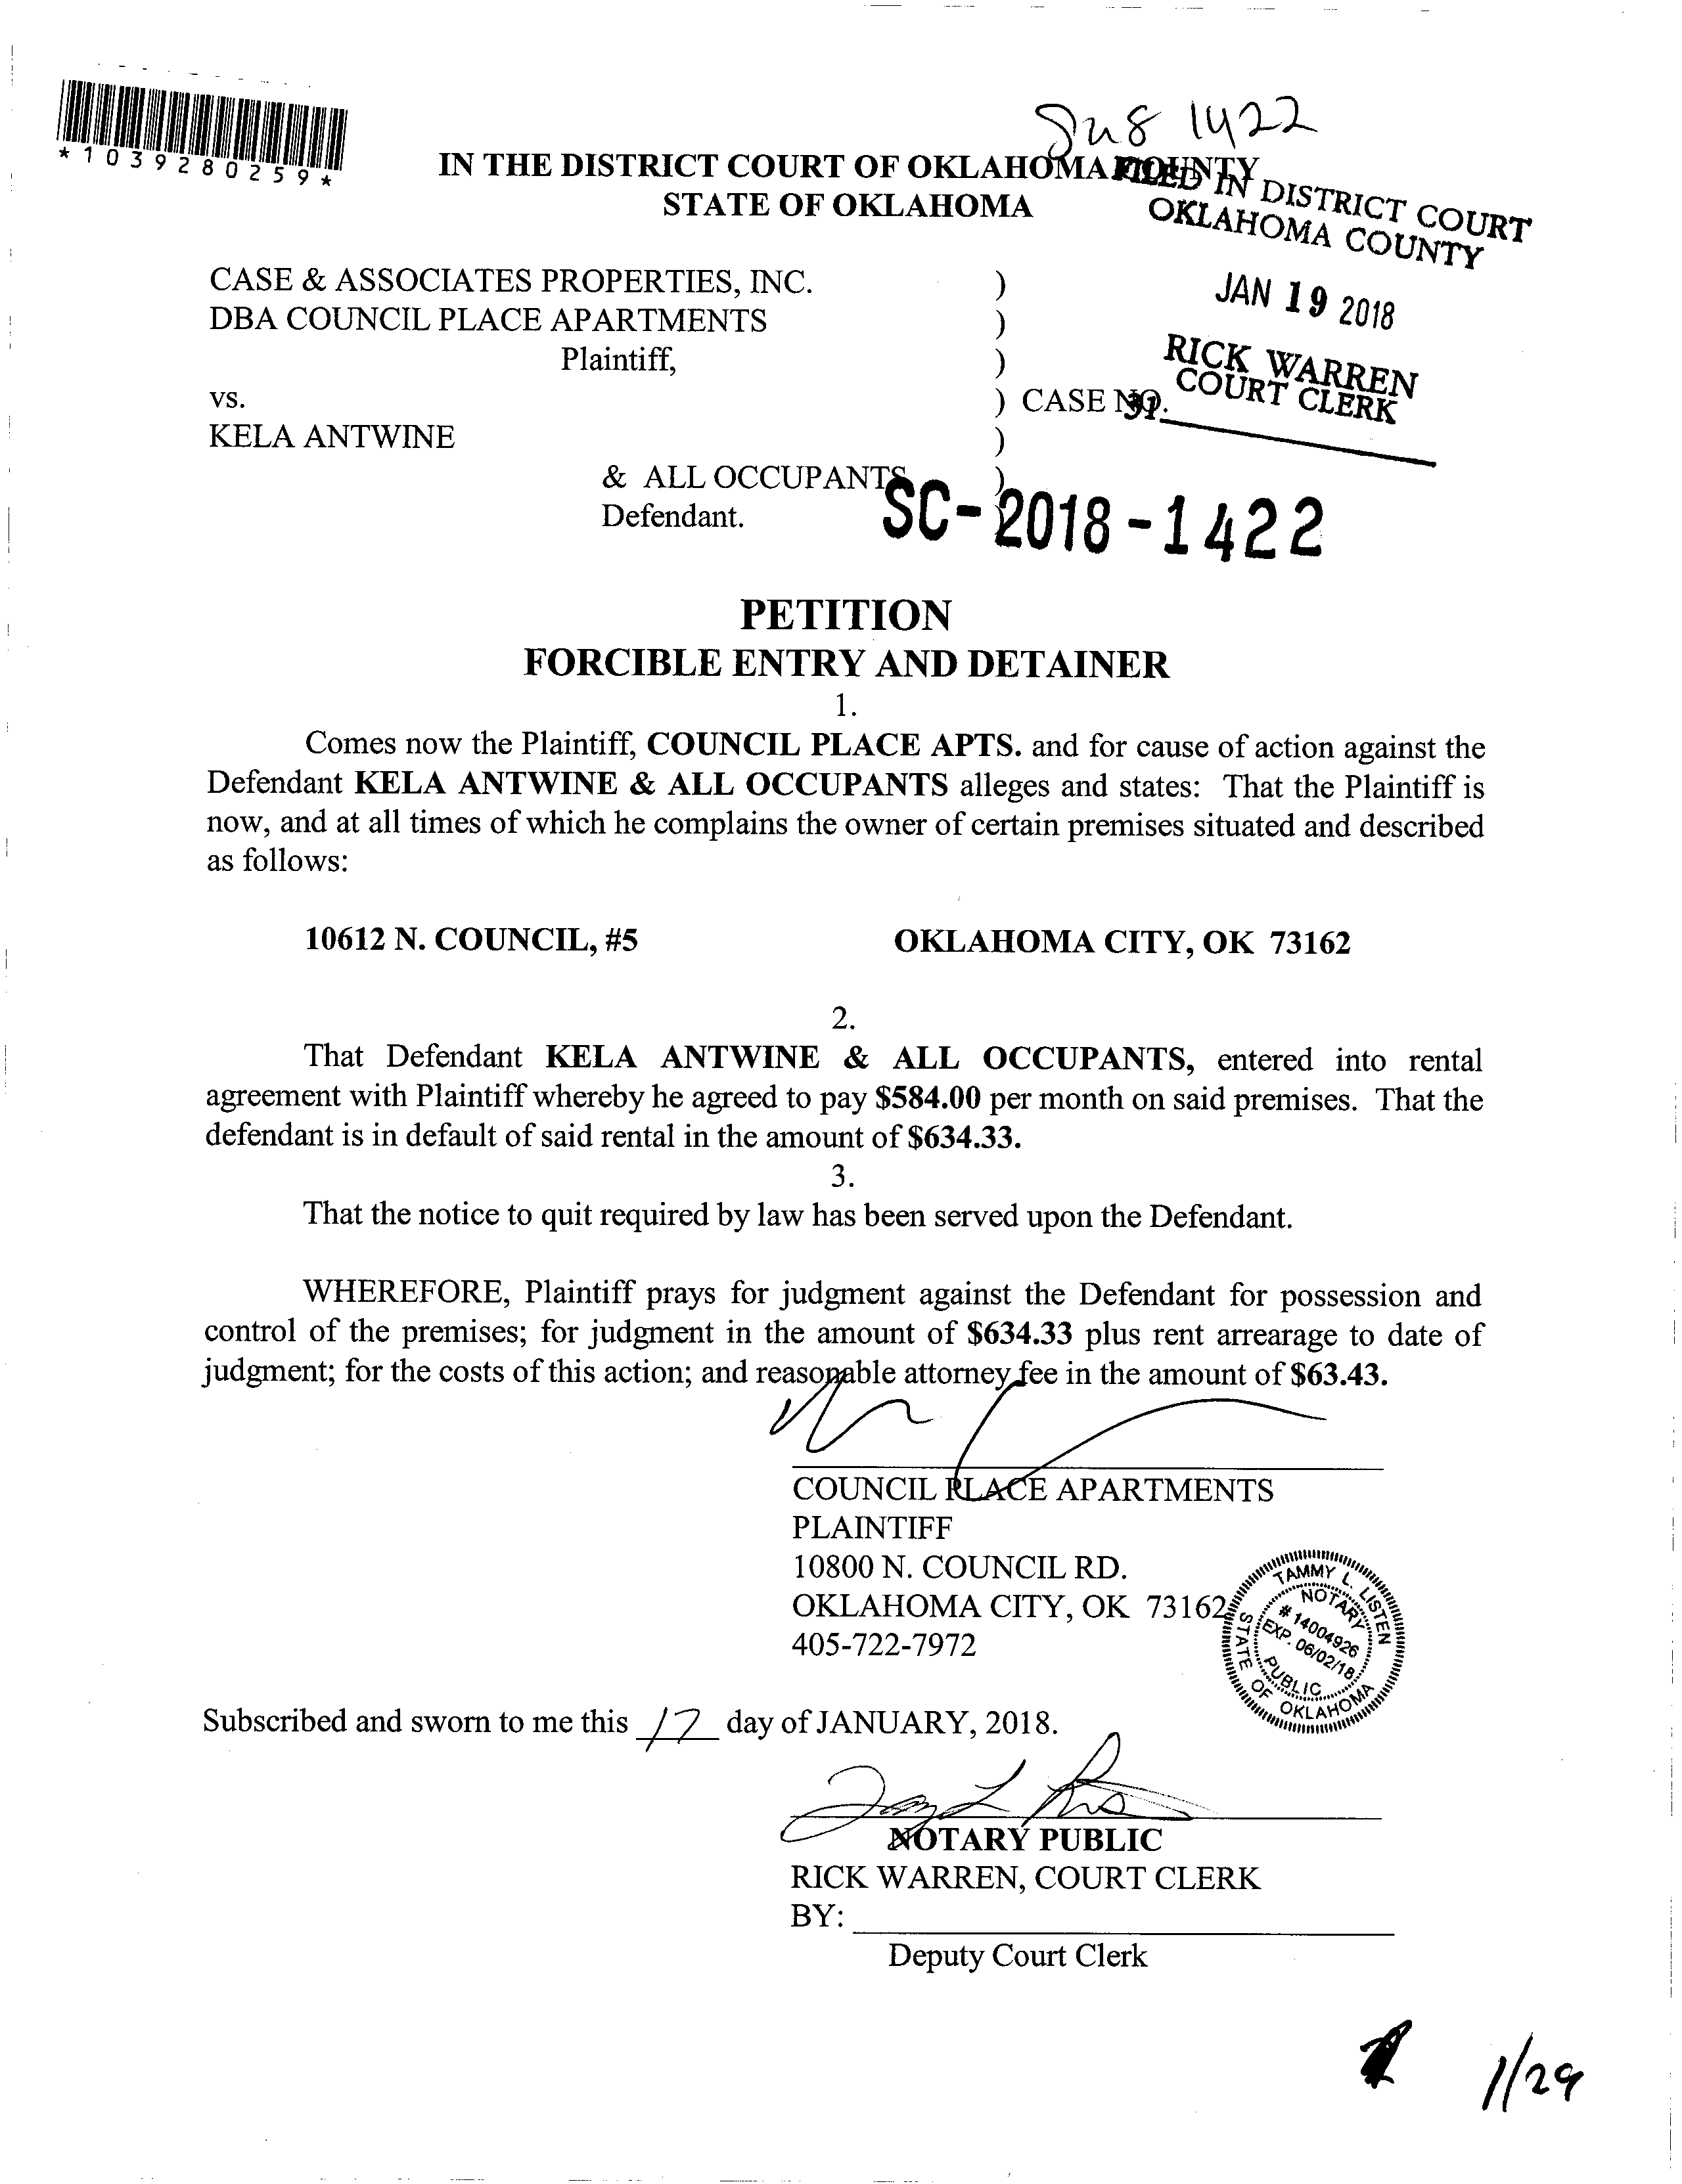 *1039280259*
Sm8 1422
IN THE DISTRICT COURT OF OKLAHOMA COUNTY
STATE OF OKLAHOMA
FILED IN DISTRICT COURT
OKLAHOMA COUNTY
JAN 19 2018
RICK WARREN
COURT CLERK
31.
CASE & ASSOCIATES PROPERTIES, INC. )
DBA COUNCIL PLACE APARTMENTS )
Plaintiff, )
vs. ) CASE NO.
KELA ANTWINE )
& ALL OCCUPANTS )
Defendant.
SC-2018-1422
PETITION
FORCIBLE ENTRY AND DETAINER
1.
Comes now the Plaintiff, COUNCIL PLACE APTS. and for cause of action against the
Defendant KELA ANTWINE & ALL OCCUPANTS alleges and states: That the Plaintiff is
now, and at all times of which he complains the owner of certain premises situated and described
as follows:
10612 N. COUNCIL, #5 OKLAHOMA CITY, OK 73162
2.
That Defendant KELA ANTWINE & ALL OCCUPANTS, entered into rental
agreement with Plaintiff whereby he agreed to pay $584.00 per month on said premises. That the
defendant is in default of said rental in the amount of $634.33.
3.
That the notice to quit required by law has been served upon the Defendant.
WHEREFORE, Plaintiff prays for judgment against the Defendant for possession and
control of the premises; for judgment in the amount of $634.33 plus rent arrearage to date of
judgment; for the costs of this action; and reasonable attorney fee in the amount of $63.43.
COUNCIL PLACE APARTMENTS
PLAINTIFF
10800 N. COUNCIL RD.
OKLAHOMA CITY, OK 73162
405-722-7972
TAMMY L. LISTEN
NOTARY
# 14004926
EXP. 06/02/18
PUBLIC
STATE OF OKLAHOMA
Subscribed and sworn to me this 17 day of JANUARY, 2018.
NOTARY PUBLIC
RICK WARREN, COURT CLERK
BY:
Deputy Court Clerk
1/29